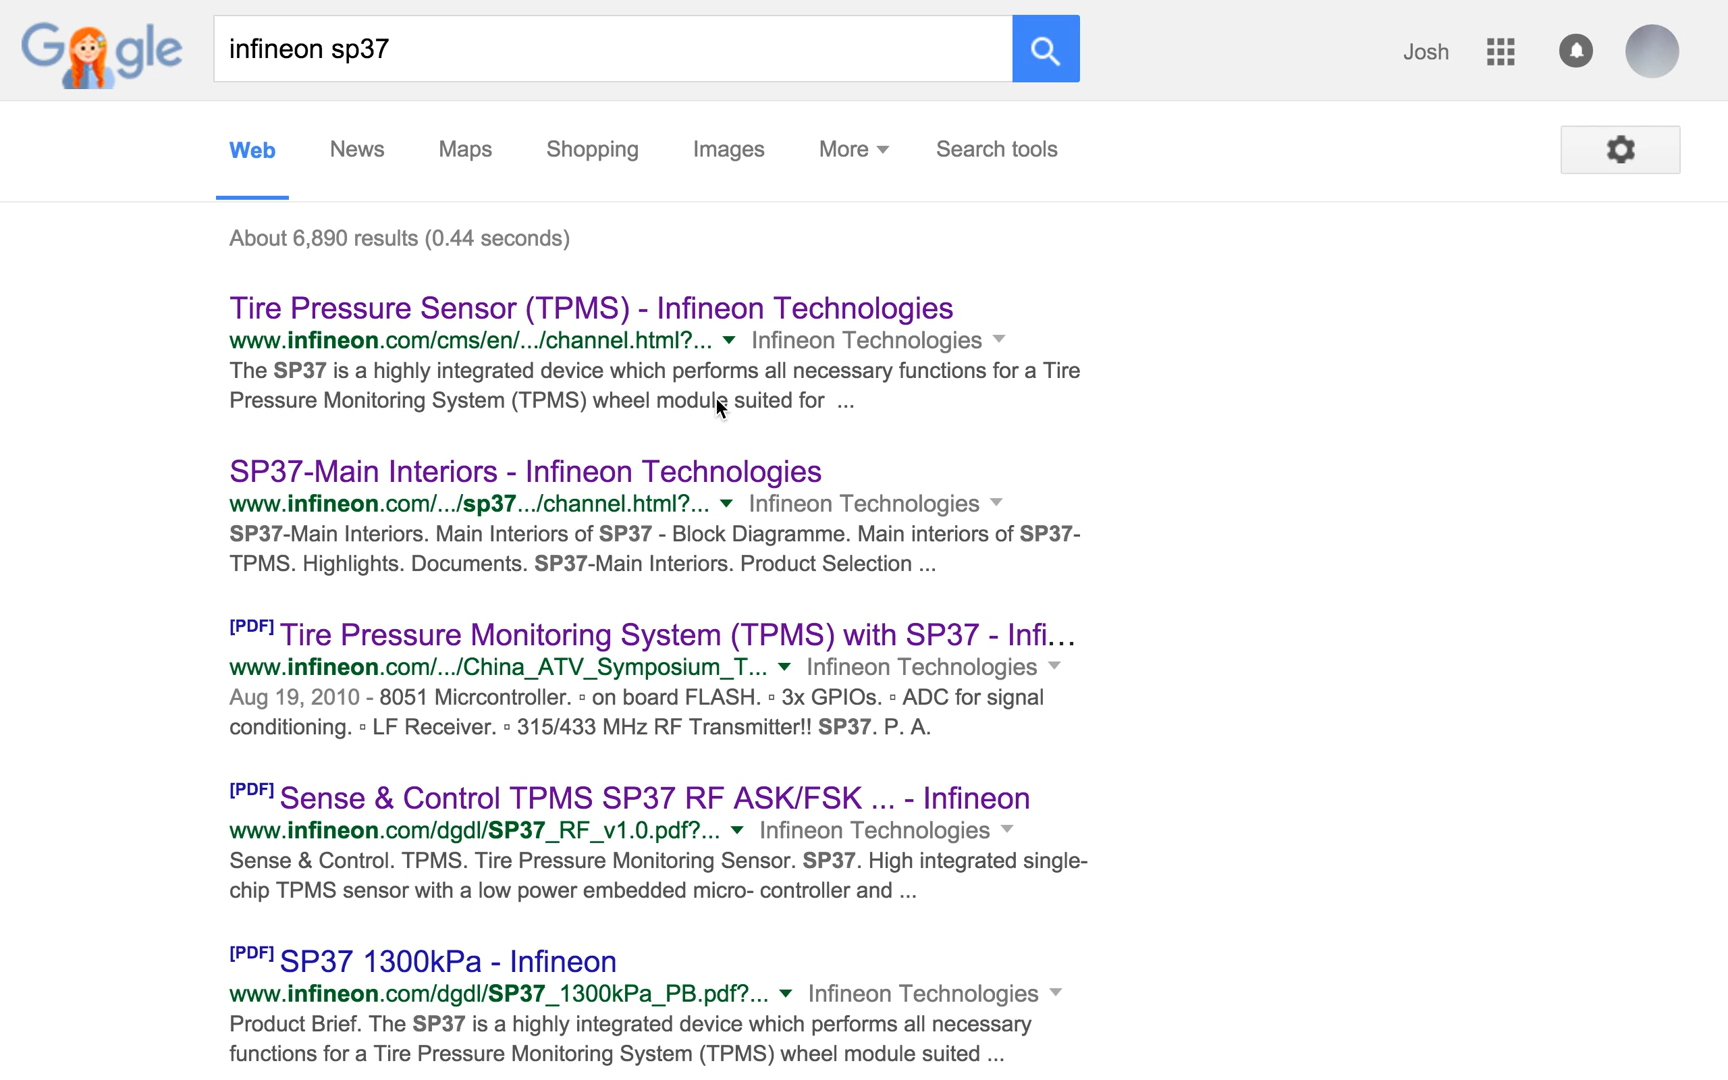 Google
infineon sp37
Josh
Web News Maps Shopping Images More Search tools
About 6,890 results (0.44 seconds)
Tire Pressure Sensor (TPMS) - Infineon Technologies
www.infineon.com/cms/en/.../channel.html?... Infineon Technologies
The SP37 is a highly integrated device which performs all necessary functions for a Tire
Pressure Monitoring System (TPMS) wheel module suited for ...
SP37-Main Interiors - Infineon Technologies
www.infineon.com/.../sp37.../channel.html?... Infineon Technologies
SP37-Main Interiors. Main Interiors of SP37 - Block Diagramme. Main interiors of SP37-
TPMS. Highlights. Documents. SP37-Main Interiors. Product Selection ...
[PDF] Tire Pressure Monitoring System (TPMS) with SP37 - Infi...
www.infineon.com/.../China_ATV_Symposium_T... Infineon Technologies
Aug 19, 2010 - 8051 Micrcontroller. ▫ on board FLASH. ▫ 3x GPIOs. ▫ ADC for signal
conditioning. ▫ LF Receiver. ▫ 315/433 MHz RF Transmitter!! SP37. P. A.
[PDF] Sense & Control TPMS SP37 RF ASK/FSK ... - Infineon
www.infineon.com/dgdl/SP37_RF_v1.0.pdf?... Infineon Technologies
Sense & Control. TPMS. Tire Pressure Monitoring Sensor. SP37. High integrated single-
chip TPMS sensor with a low power embedded micro- controller and ...
[PDF] SP37 1300kPa - Infineon
www.infineon.com/dgdl/SP37_1300kPa_PB.pdf?... Infineon Technologies
Product Brief. The SP37 is a highly integrated device which performs all necessary
functions for a Tire Pressure Monitoring System (TPMS) wheel module suited ...